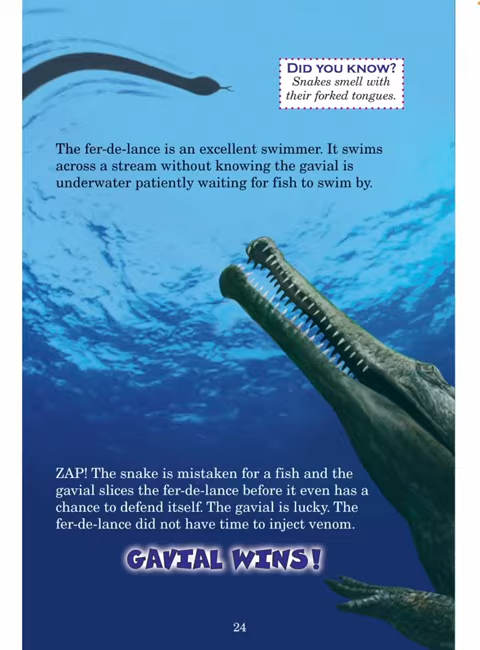 DID YOU KNOW?
Snakes smell with
their forked tongues.
The fer-de-lance is an excellent swimmer. It swims
across a stream without knowing the gavial is
underwater patiently waiting for fish to swim by.
ZAP! The snake is mistaken for a fish and the
gavial slices the fer-de-lance before it even has a
chance to defend itself. The gavial is lucky. The
fer-de-lance did not have time to inject venom.
GAVIAL WINS!
24